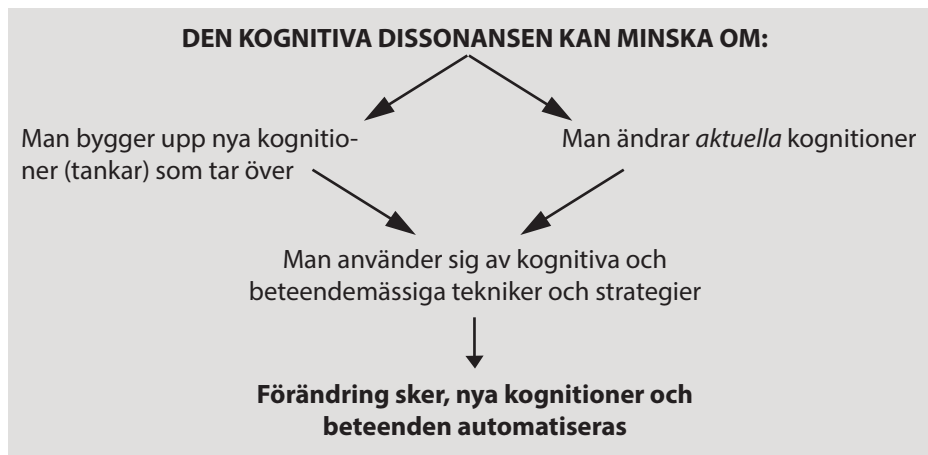 DEN KOGNITIVA DISSONANSEN KAN MINSKA OM:
Man bygger upp nya kognitio-
ner (tankar) som tar över
Man ändrar aktuella kognitioner
Man använder sig av kognitiva och
beteendemässiga tekniker och strategier
Förändring sker, nya kognitioner och
beteenden automatiseras